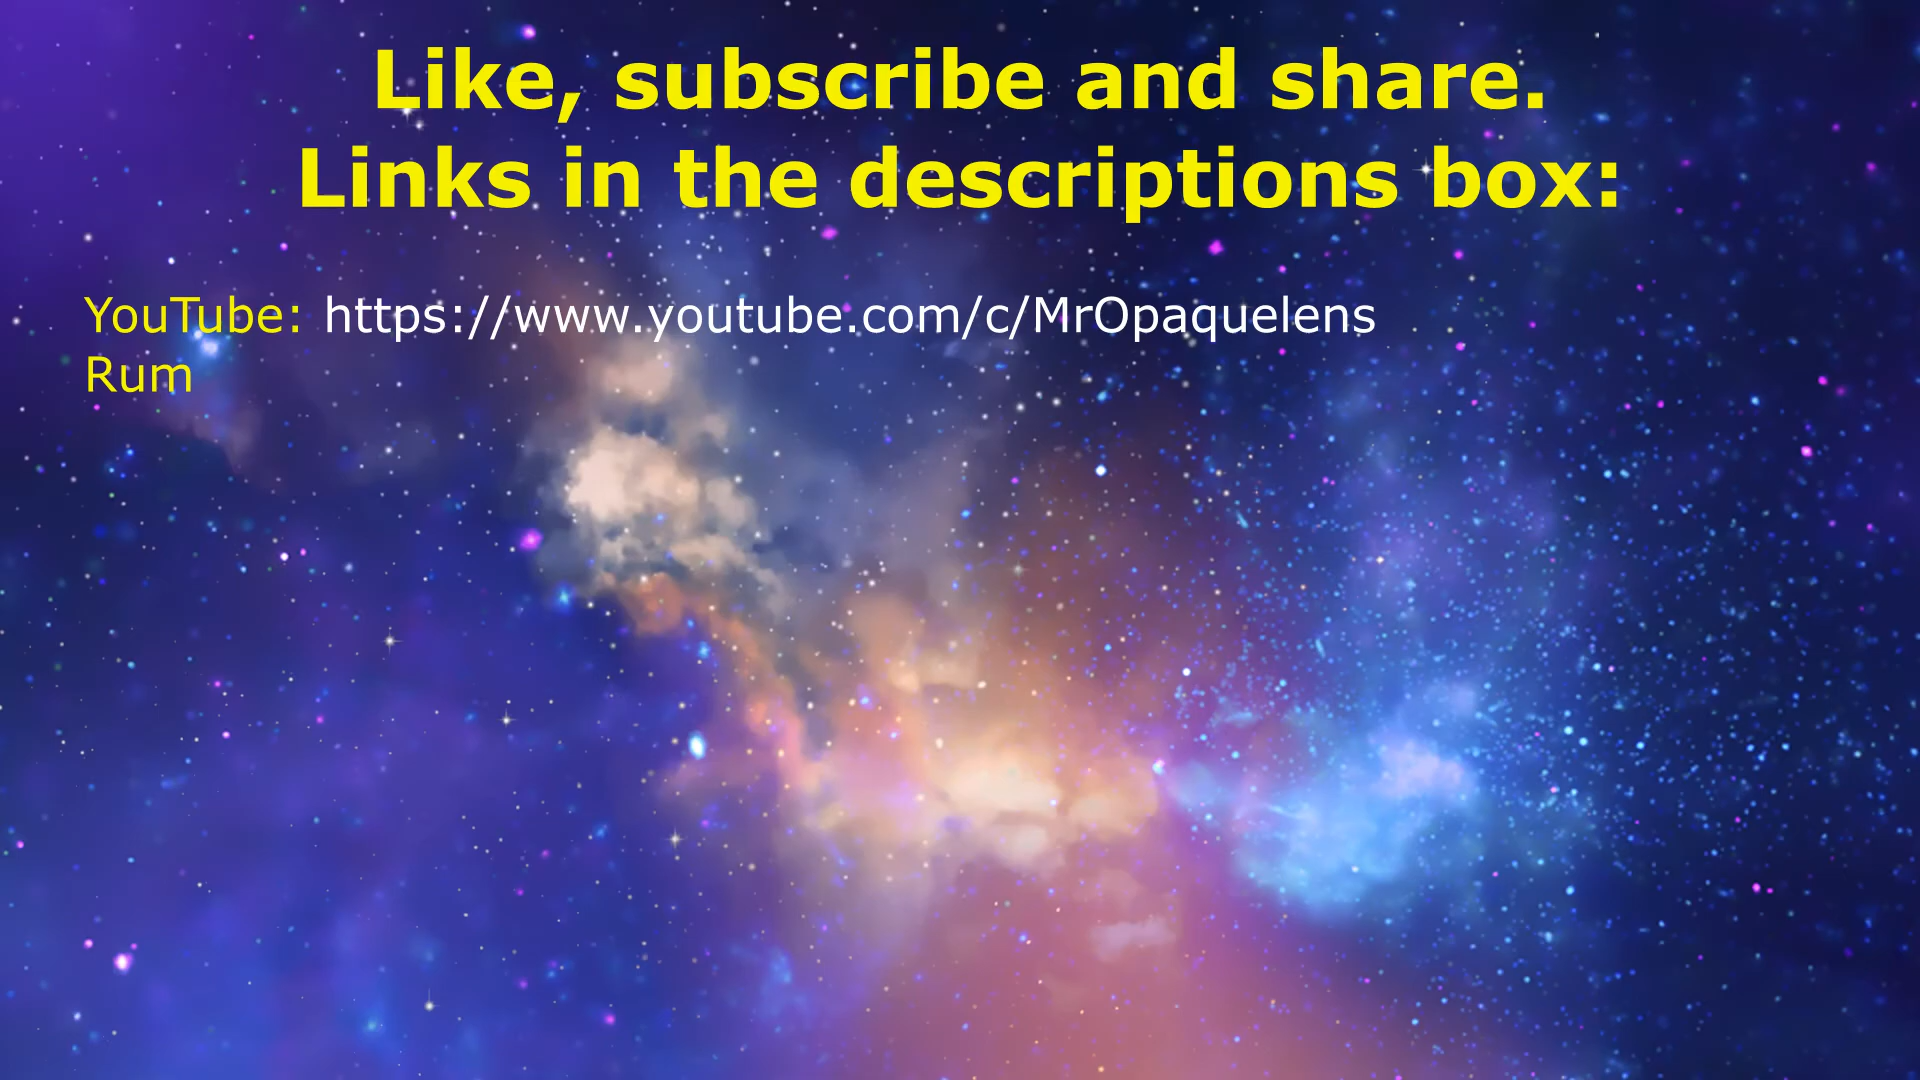 Like, subscribe and share.
Links in the descriptions box:
YouTube: https://www.youtube.com/c/MrOpaquelens
Rum